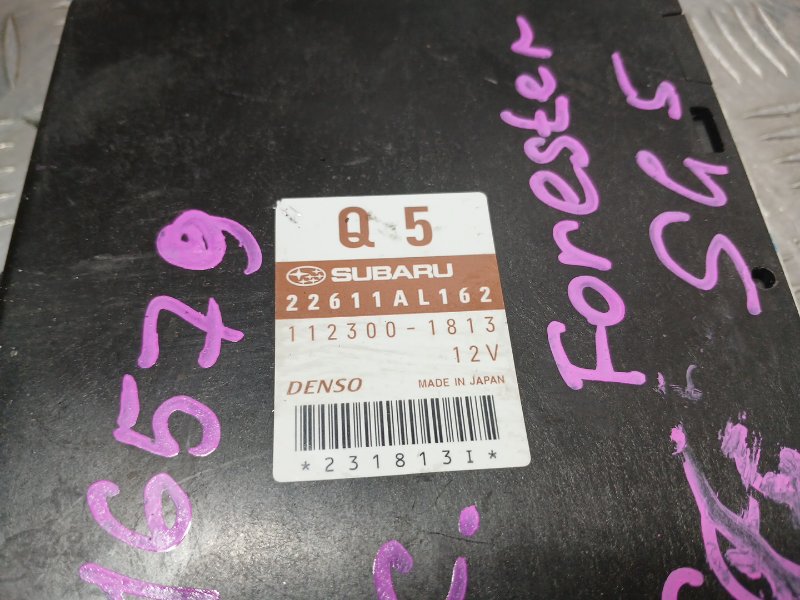 Q 5
SUBARU
22611AL162
112300-1813
12V
DENSO MADE IN JAPAN
*231813I*
16579
Forester
SG5